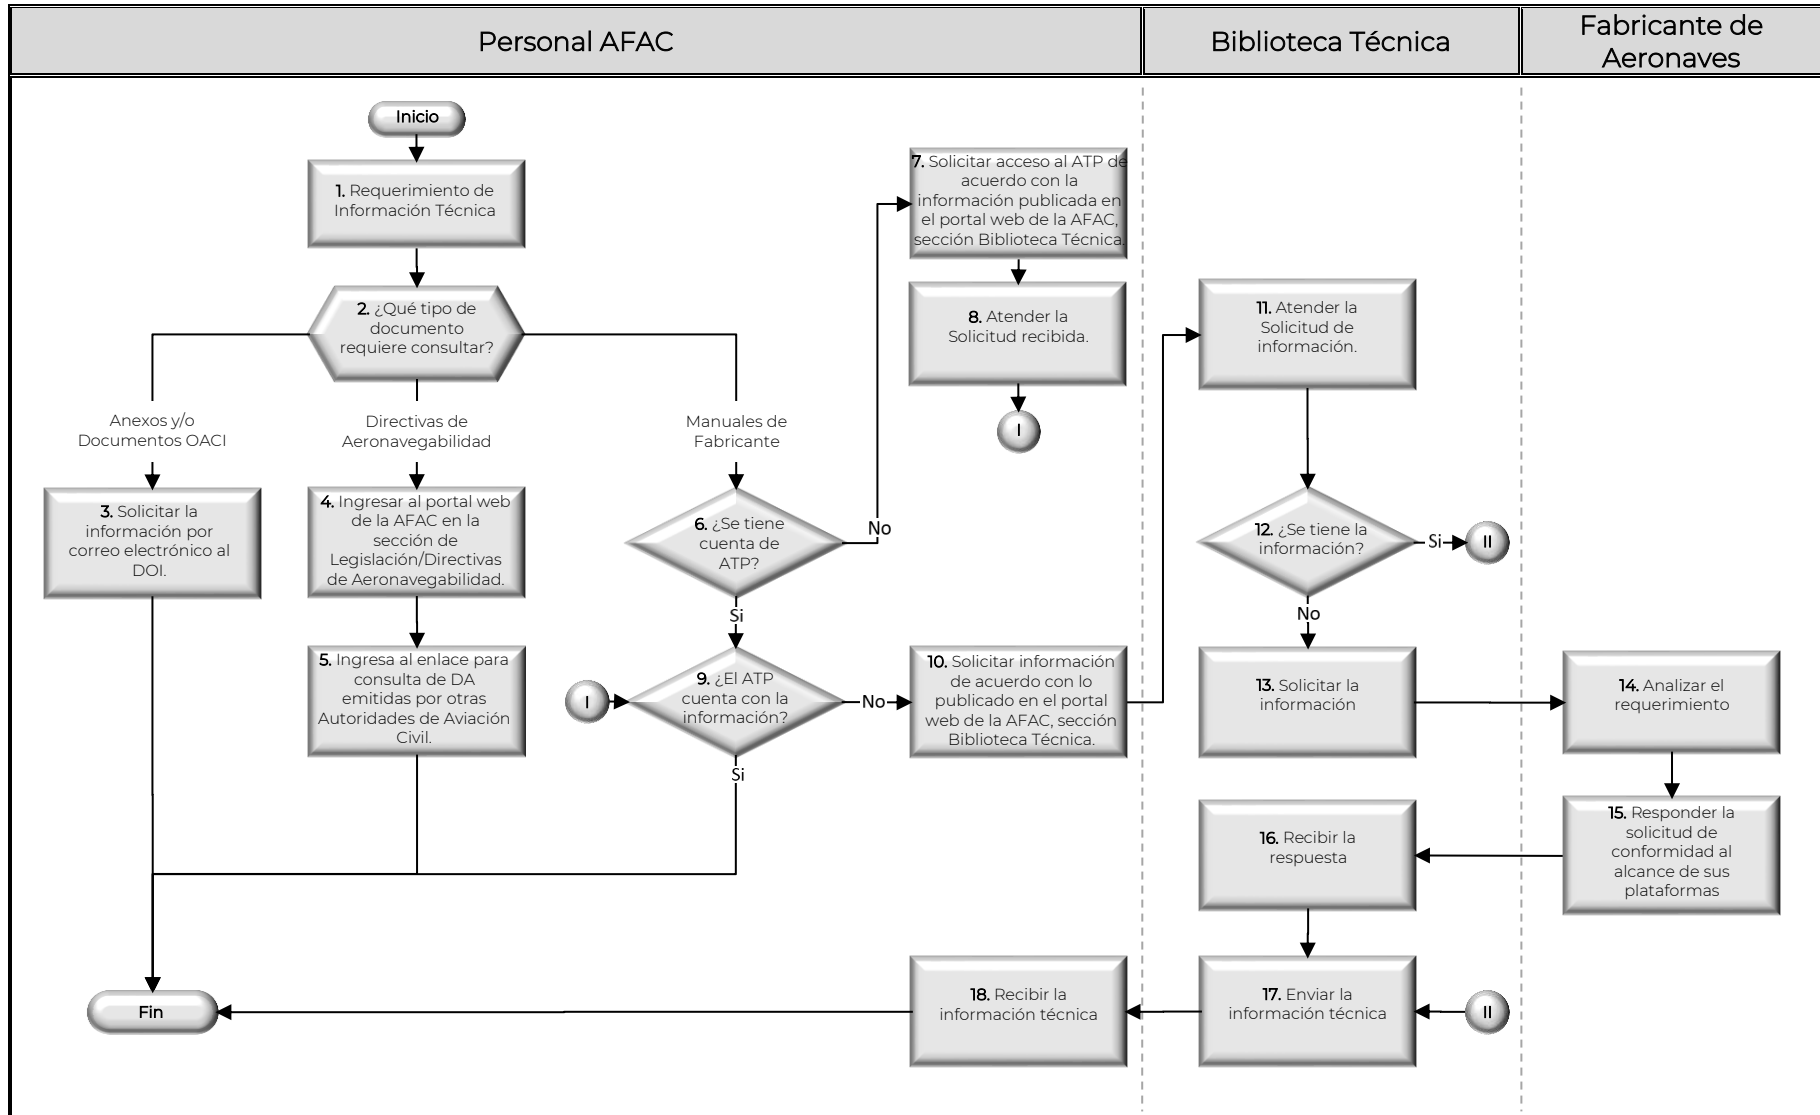 Personal AFAC
Biblioteca Técnica
Fabricante de
Aeronaves
Inicio
1. Requerimiento de
Información Técnica
2. ¿Qué tipo de
documento
requiere consultar?
Anexos y/o
Documentos OACI
Directivas de
Aeronavegabilidad
Manuales de
Fabricante
3. Solicitar la
información por
correo electrónico al
DOI.
4. Ingresar al portal web
de la AFAC en la
sección de
Legislación/Directivas
de Aeronavegabilidad.
5. Ingresa al enlace para
consulta de DA
emitidas por otras
Autoridades de Aviación
Civil.
6. ¿Se tiene
cuenta de
ATP?
No
Si
7. Solicitar acceso al ATP de
acuerdo con la
información publicada en
el portal web de la AFAC,
sección Biblioteca Técnica.
8. Atender la
Solicitud recibida.
I
I
9. ¿El ATP
cuenta con la
información?
No
Si
10. Solicitar información
de acuerdo con lo
publicado en el portal
web de la AFAC, sección
Biblioteca Técnica.
11. Atender la
Solicitud de
información.
12. ¿Se tiene la
información?
Si
II
No
13. Solicitar la
información
14. Analizar el
requerimiento
15. Responder la
solicitud de
conformidad al
alcance de sus
plataformas
16. Recibir la
respuesta
17. Enviar la
información técnica
II
18. Recibir la
información técnica
Fin